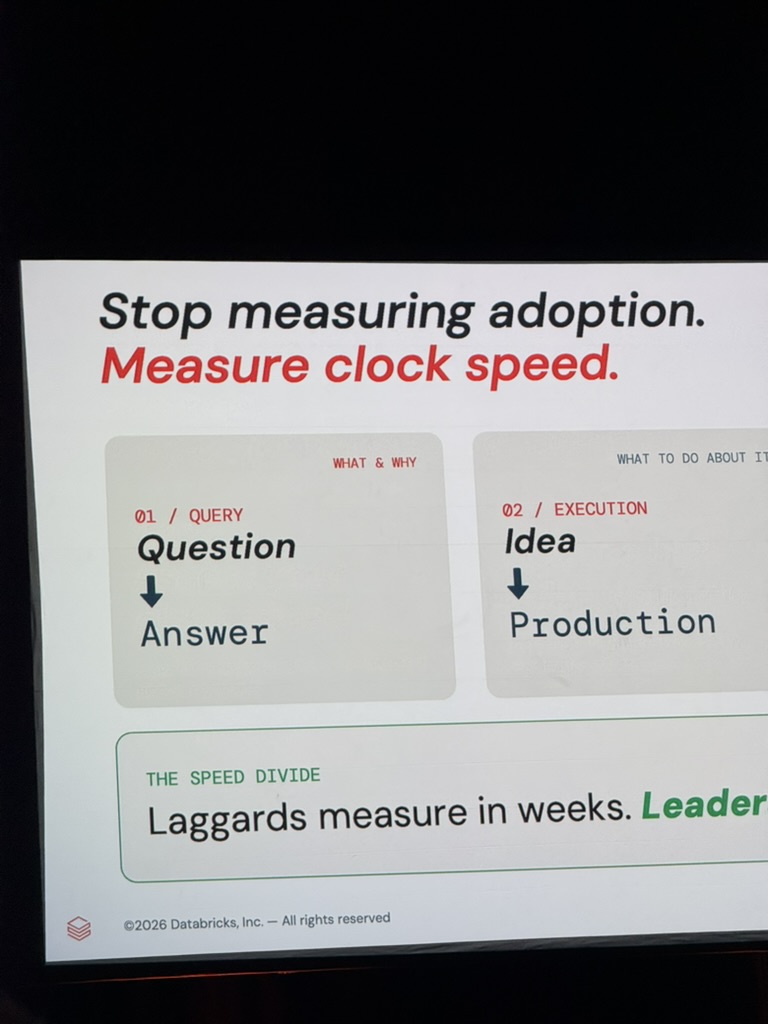 Stop measuring adoption.
Measure clock speed.
WHAT & WHY
01 / QUERY
Question
Answer
WHAT TO DO ABOUT IT
02 / EXECUTION
Idea
Production
THE SPEED DIVIDE
Laggards measure in weeks. Leader
©2026 Databricks, Inc. — All rights reserved